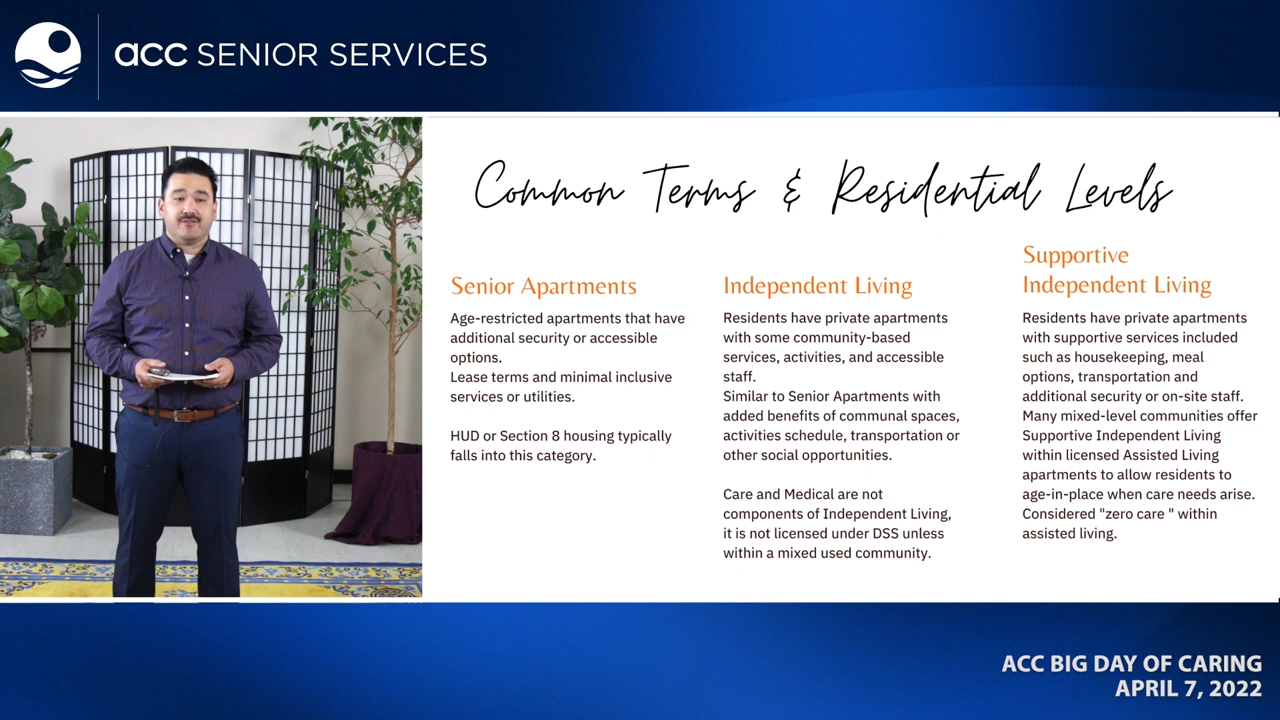 acc SENIOR SERVICES
Common Terms & Residential Levels
Senior Apartments
Age-restricted apartments that have
additional security or accessible
options.
Lease terms and minimal inclusive
services or utilities.
HUD or Section 8 housing typically
falls into this category.
Independent Living
Residents have private apartments
with some community-based
services, activities, and accessible
staff.
Similar to Senior Apartments with
added benefits of communal spaces,
activities schedule, transportation or
other social opportunities.
Care and Medical are not
components of Independent Living,
it is not licensed under DSS unless
within a mixed used community.
Supportive
Independent Living
Residents have private apartments
with supportive services included
such as housekeeping, meal
options, transportation and
additional security or on-site staff.
Many mixed-level communities offer
Supportive Independent Living
within licensed Assisted Living
apartments to allow residents to
age-in-place when care needs arise.
Considered "zero care " within
assisted living.
ACC BIG DAY OF CARING
APRIL 7, 2022